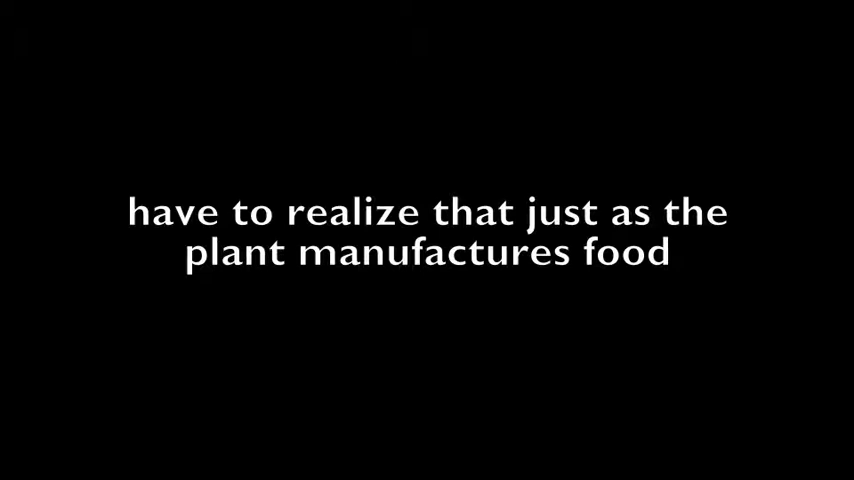 have to realize that just as the
plant manufactures food